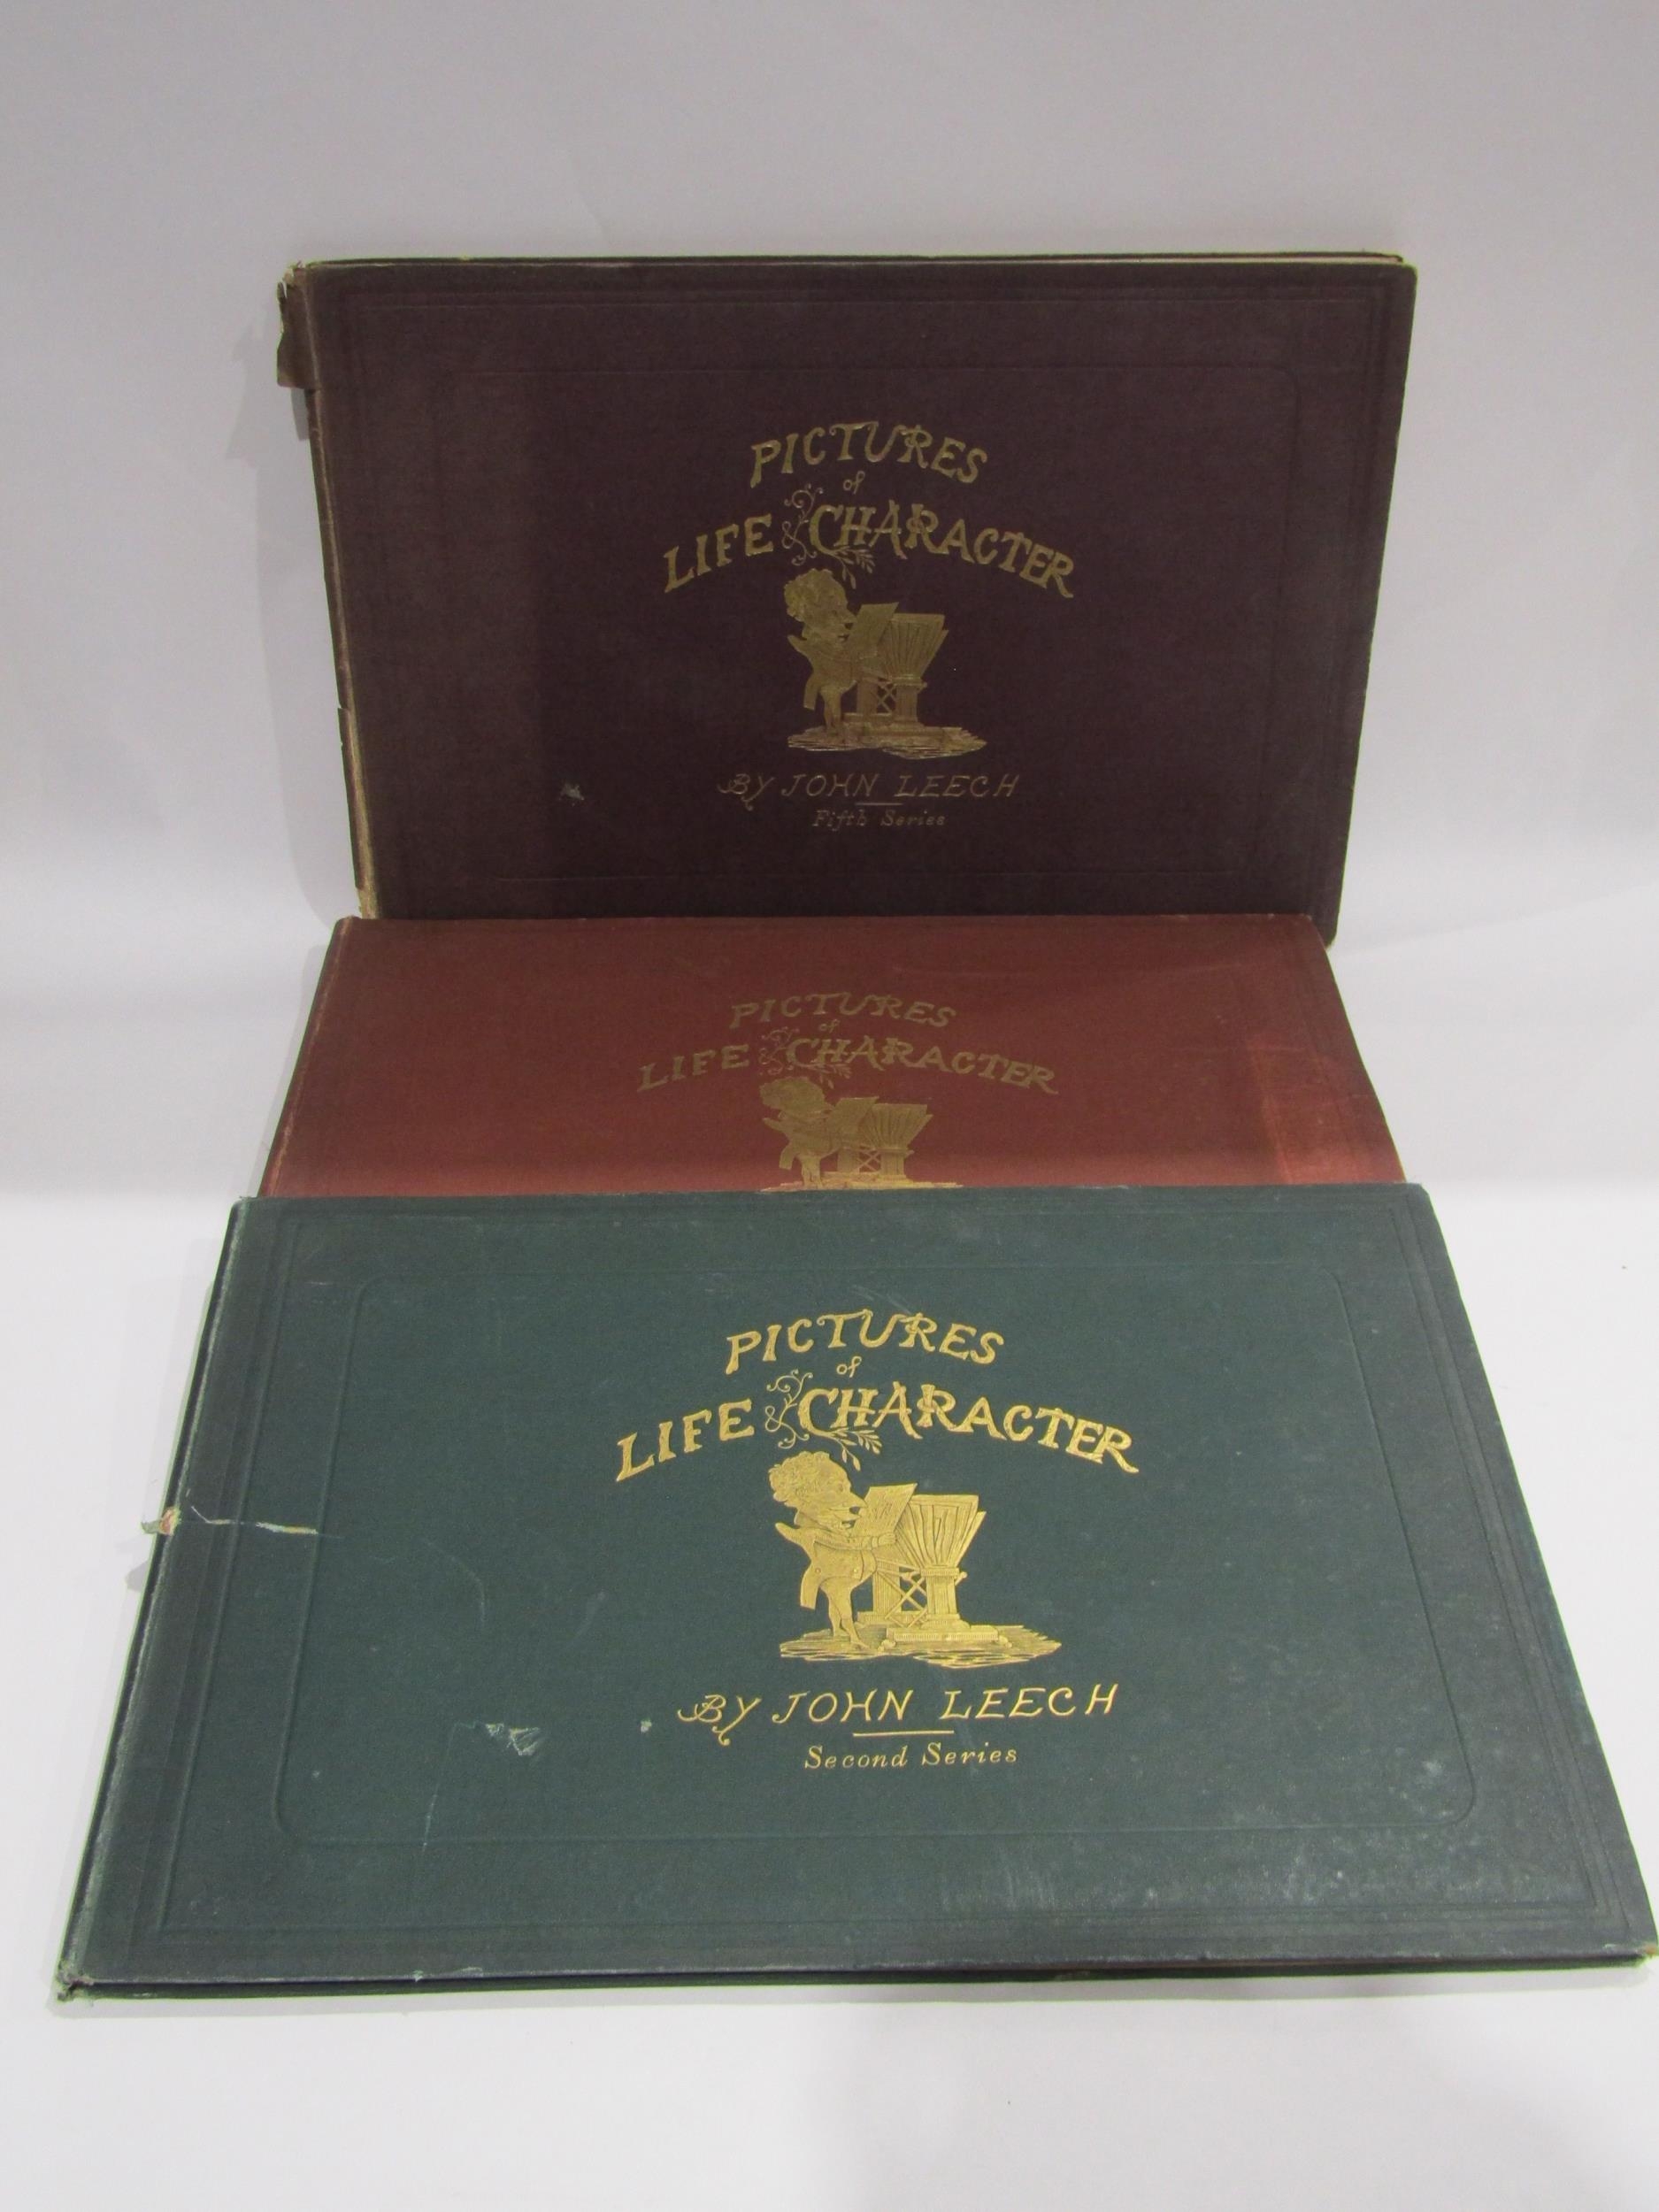 PICTURES
of
LIFE & CHARACTER
BY JOHN LEECH
Fifth Series
PICTURES
of
LIFE & CHARACTER
PICTURES
of
LIFE & CHARACTER
BY JOHN LEECH
Second Series